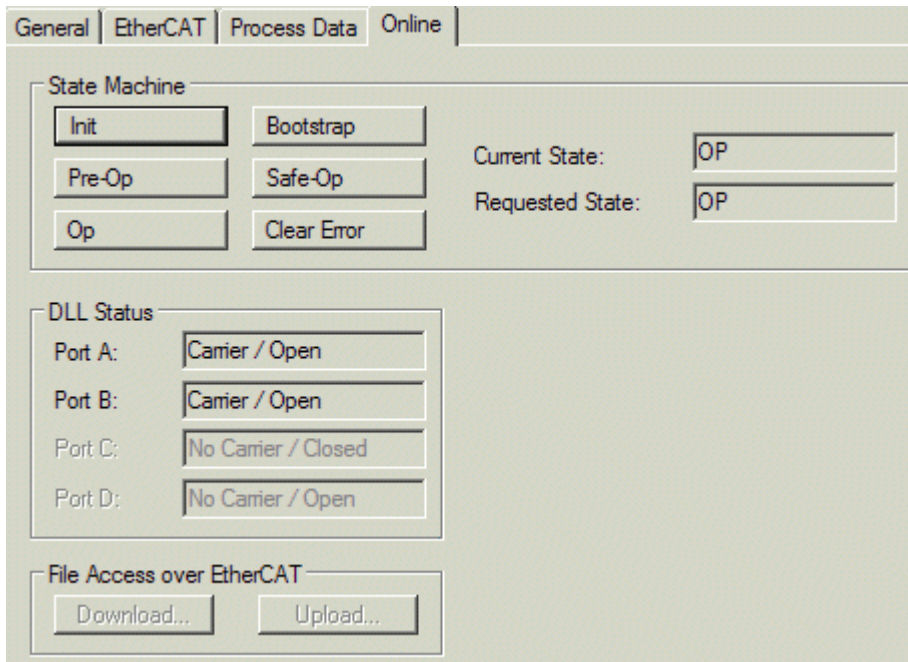 General EtherCAT Process Data Online
State Machine
Init Bootstrap
Current State: OP
Pre-Op Safe-Op
Requested State: OP
Op Clear Error
DLL Status
Port A: Carrier / Open
Port B: Carrier / Open
Port C: No Carrier / Closed
Port D: No Carrier / Open
File Access over EtherCAT
Download... Upload...